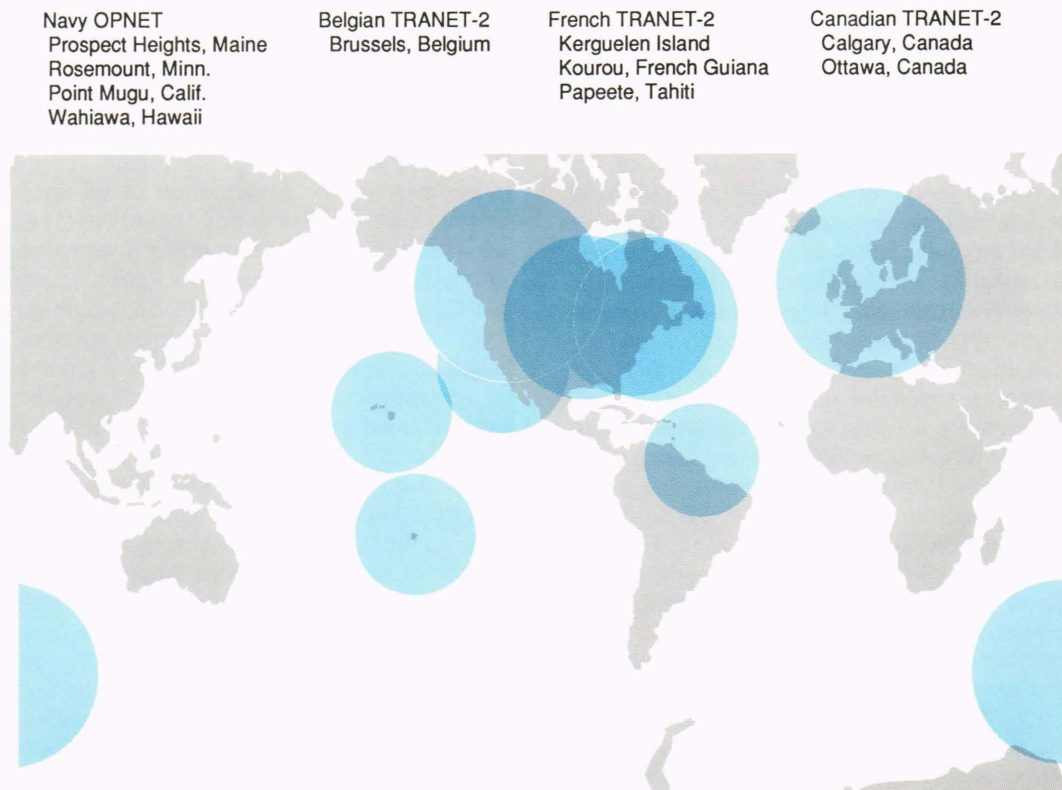 Navy OPNET
Prospect Heights, Maine
Rosemount, Minn.
Point Mugu, Calif.
Wahiawa, Hawaii
Belgian TRANET-2
Brussels, Belgium
French TRANET-2
Kerguelen Island
Kourou, French Guiana
Papeete, Tahiti
Canadian TRANET-2
Calgary, Canada
Ottawa, Canada